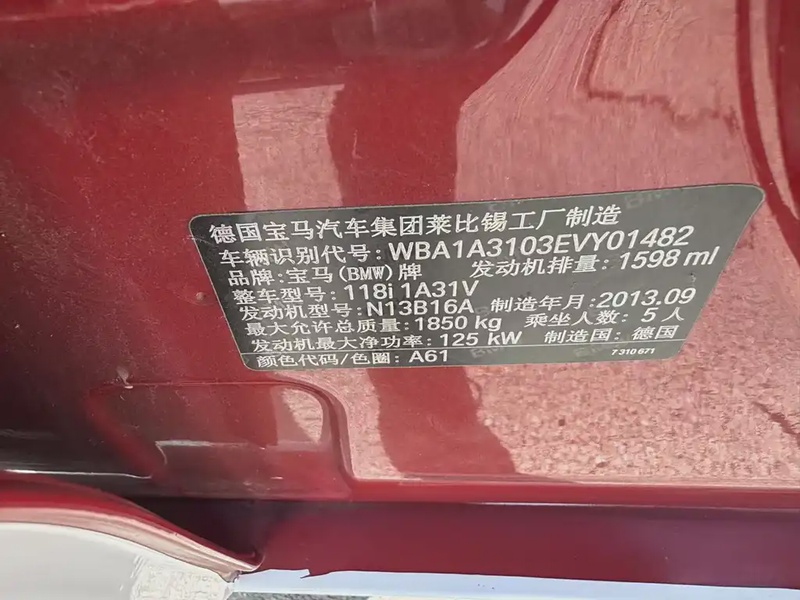 德国宝马汽车集团莱比锡工厂制造
车辆识别代号: WBA1A3103EVY01482
品牌: 宝马(BMW)牌 发动机排量: 1598 ml
整车型号: 118i 1A31V
发动机型号: N13B16A 制造年月: 2013.09
最大允许总质量: 1850 kg 乘坐人数: 5 人
发动机最大净功率: 125 kW 制造国: 德国
颜色代码/色圈: A61 7 310 671